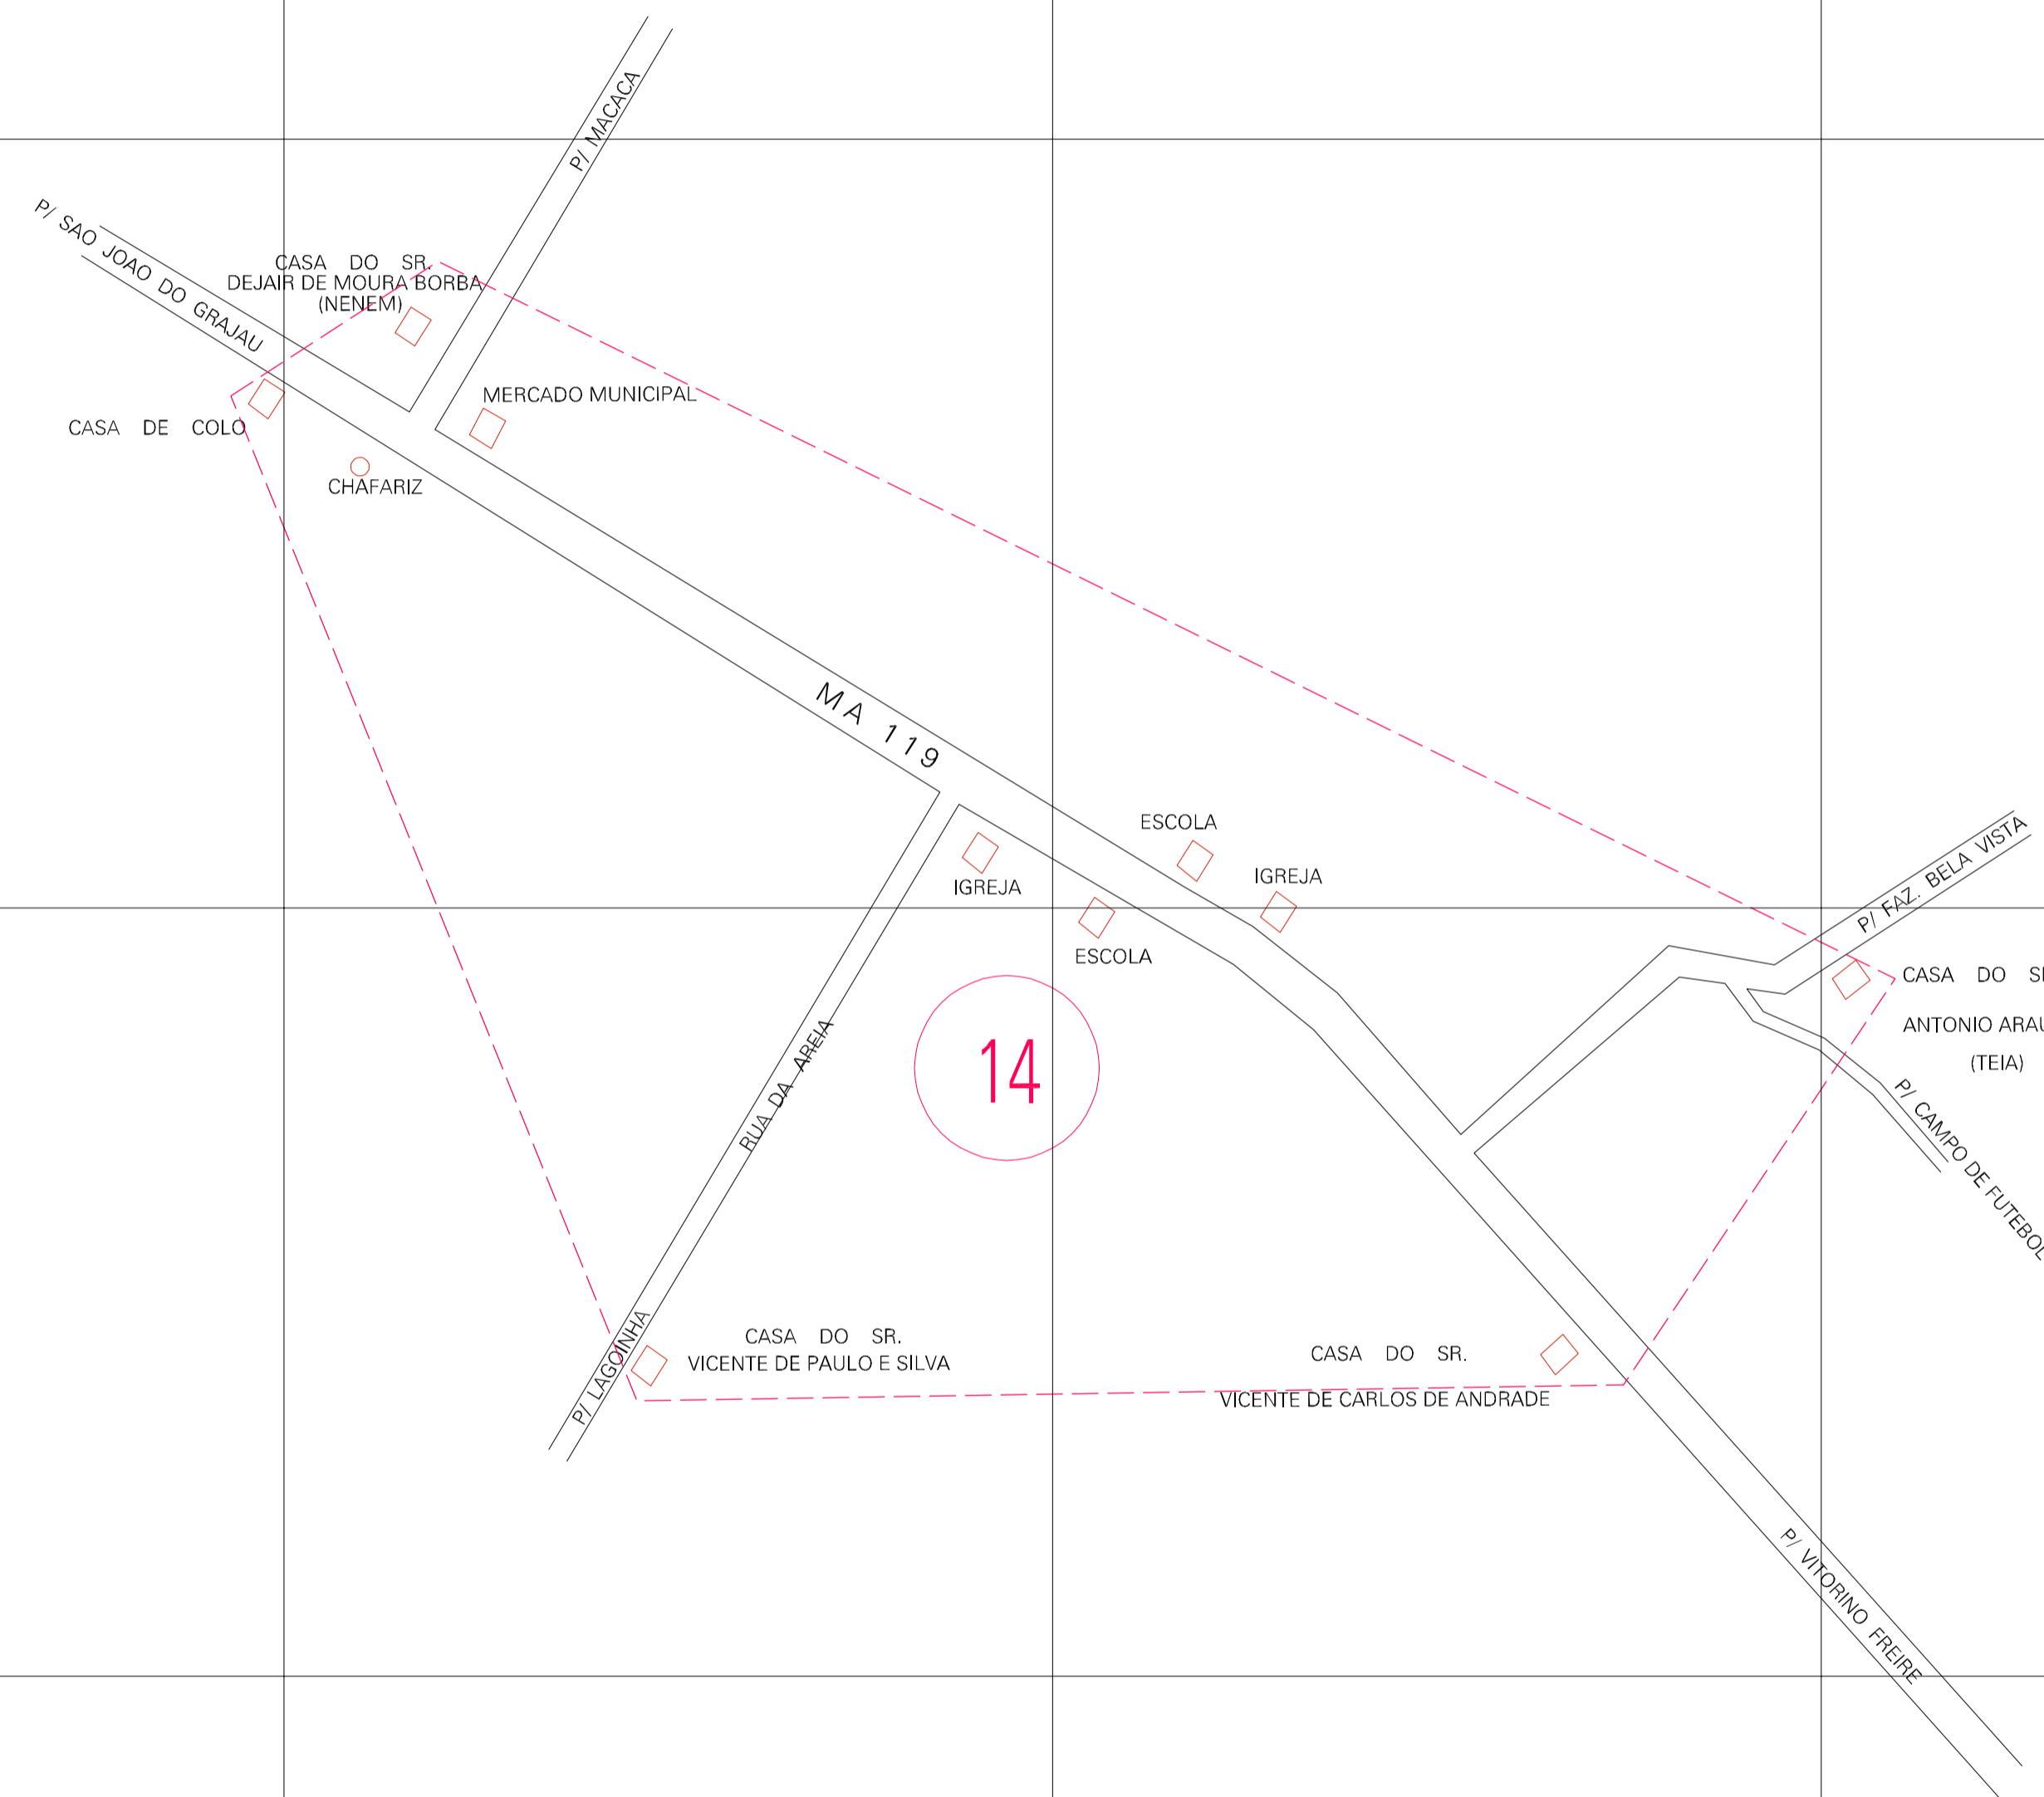 P/ MACACA
P/ SAO JOAO DO GRAJAU
CASA DO SR.
DEJAIR DE MOURA BORBA
(NENEM)
MERCADO MUNICIPAL
CASA DE COLO
CHAFARIZ
MA 119
ESCOLA
IGREJA
IGREJA
ESCOLA
P/ FAZ. BELA VISTA
CASA DO
ANTONIO
(TEIA)
14
RUA DA AREIA
P/ CAMPO DE FUTEBOL
P/ LAGOINHA
CASA DO SR.
VICENTE DE PAULO E SILVA
CASA DO SR.
VICENTE DE CARLOS DE ANDRADE
P/ VITORINO FREIRE